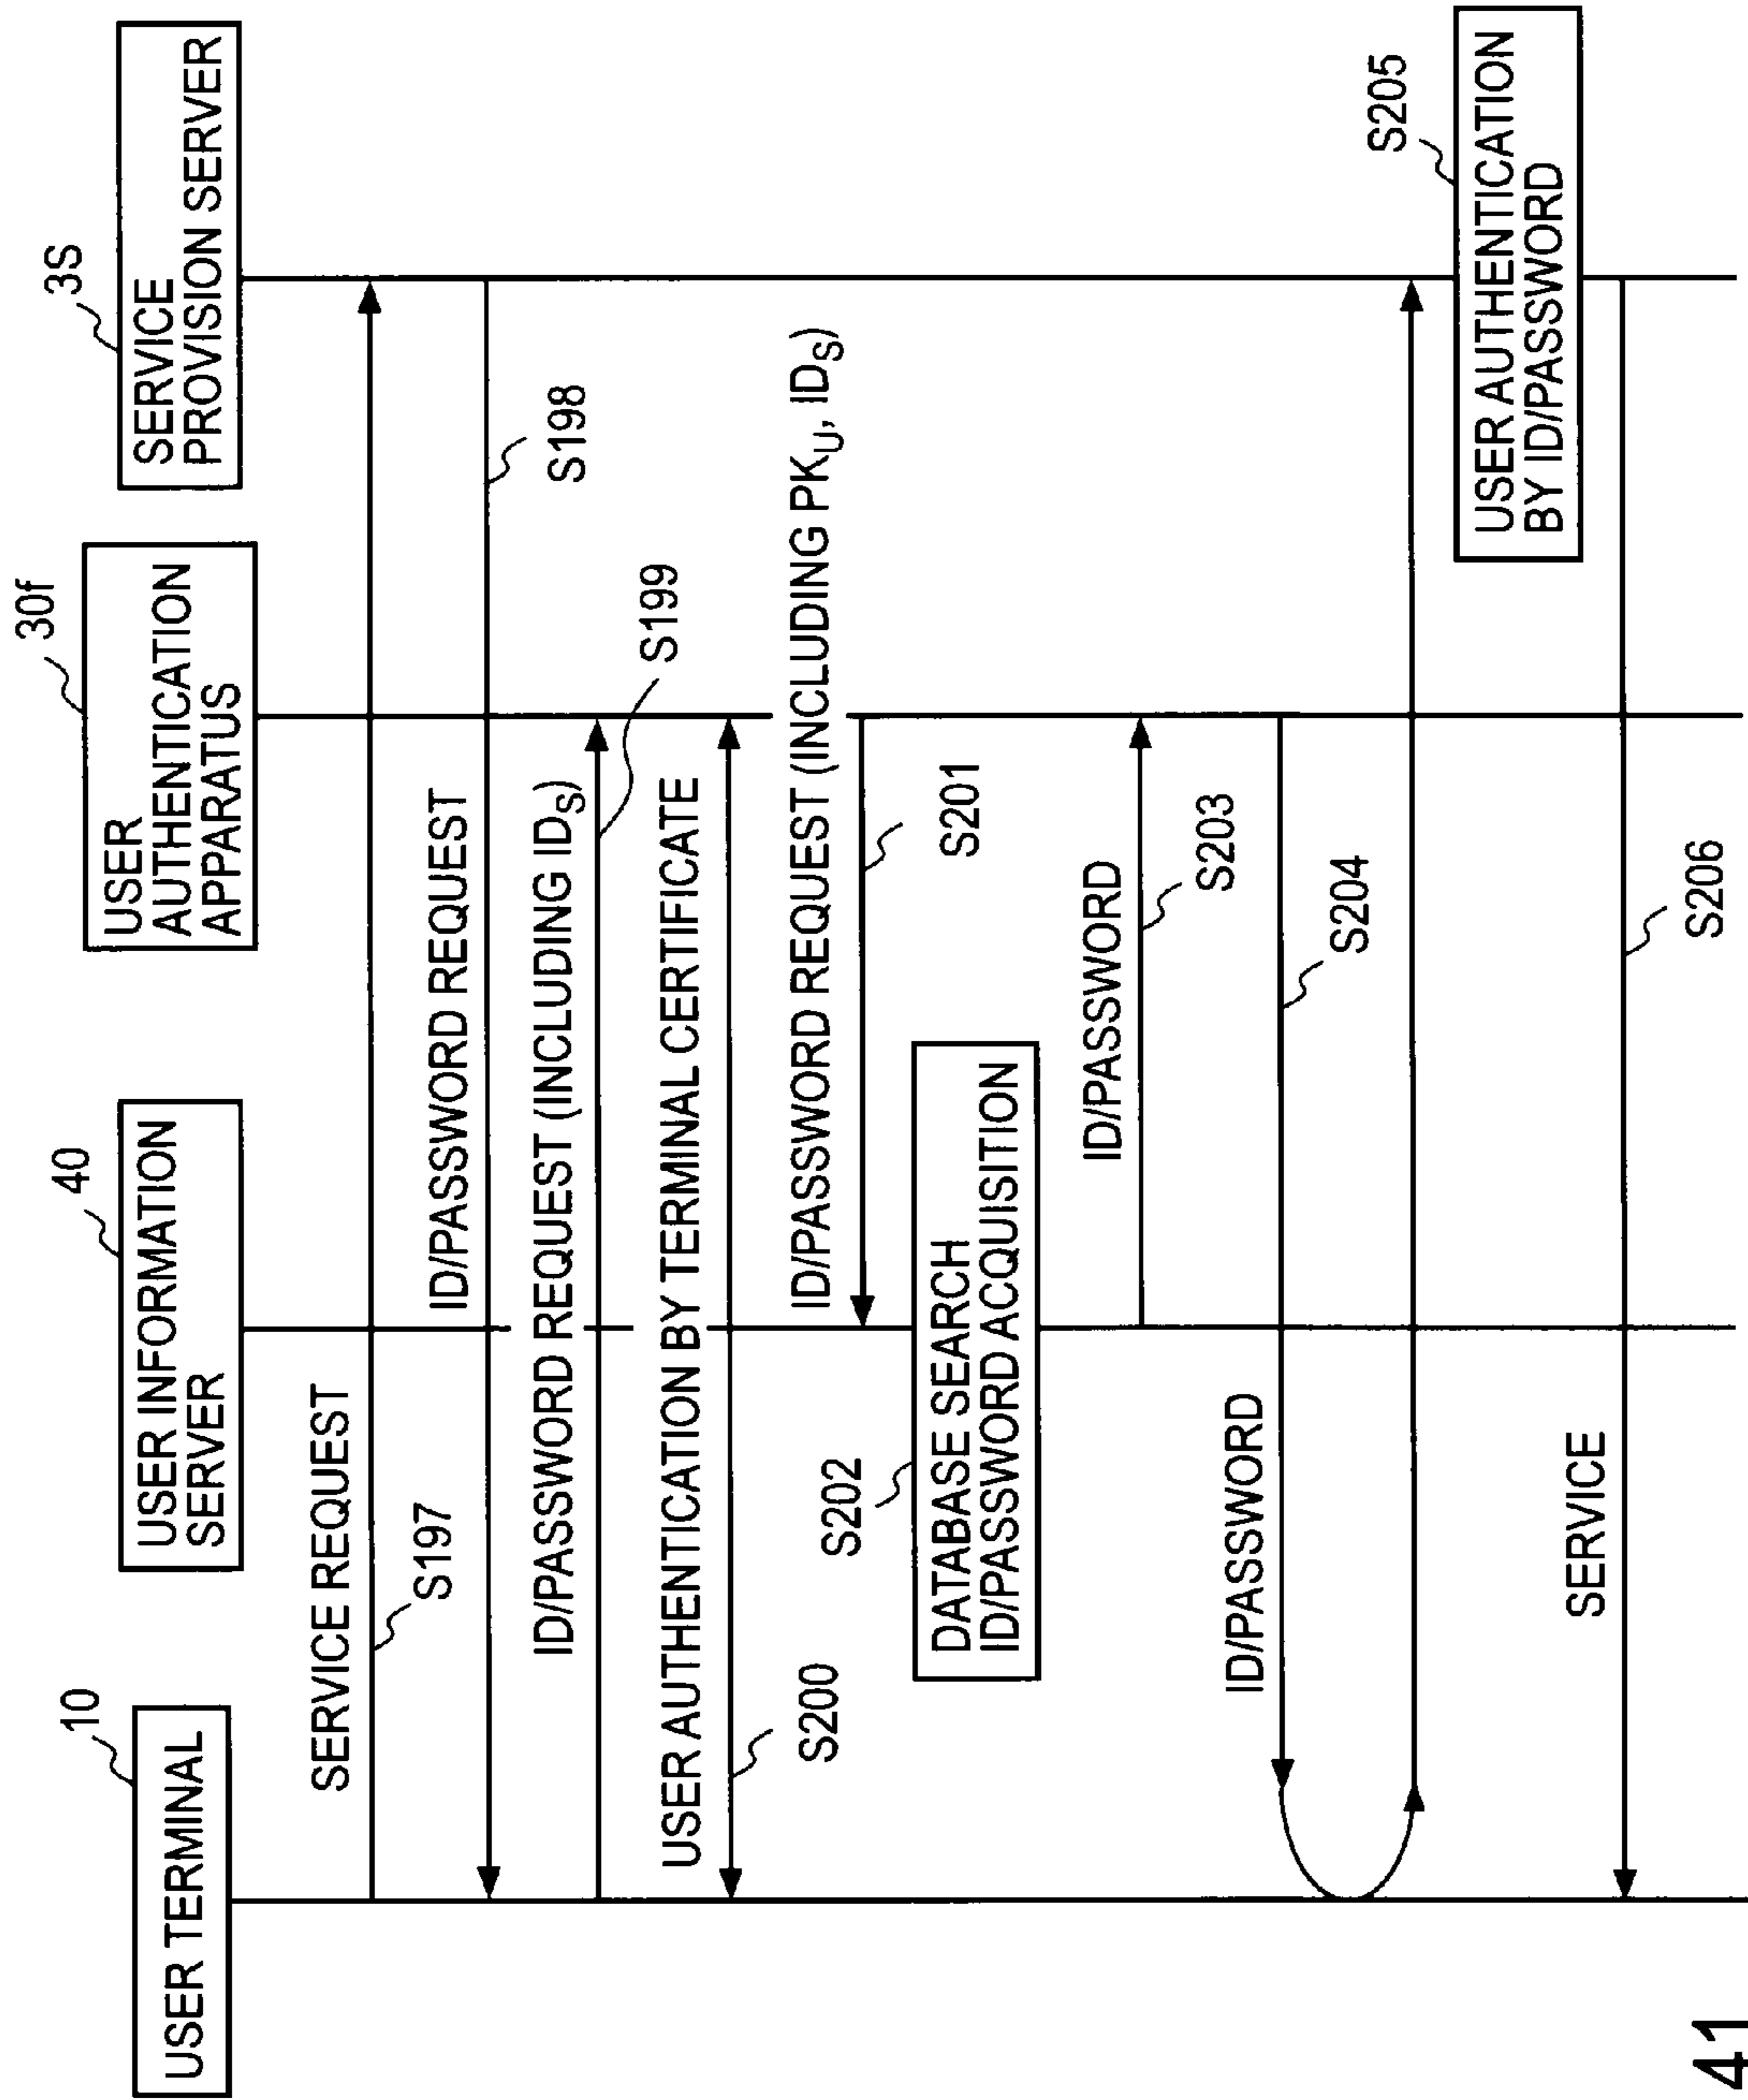 10
USER TERMINAL
40
USER INFORMATION
SERVER
30f
USER
AUTHENTICATION
APPARATUS
3S
SERVICE
PROVISION SERVER
SERVICE REQUEST
S197
ID/PASSWORD REQUEST
S198
ID/PASSWORD REQUEST (INCLUDING IDS)
S199
USER AUTHENTICATION BY TERMINAL CERTIFICATE
S200
ID/PASSWORD REQUEST (INCLUDING PKU, IDS)
S201
S202
DATABASE SEARCH
ID/PASSWORD ACQUISITION
ID/PASSWORD
S203
ID/PASSWORD
S204
S205
USER AUTHENTICATION
BY ID/PASSWORD
SERVICE
S206
41